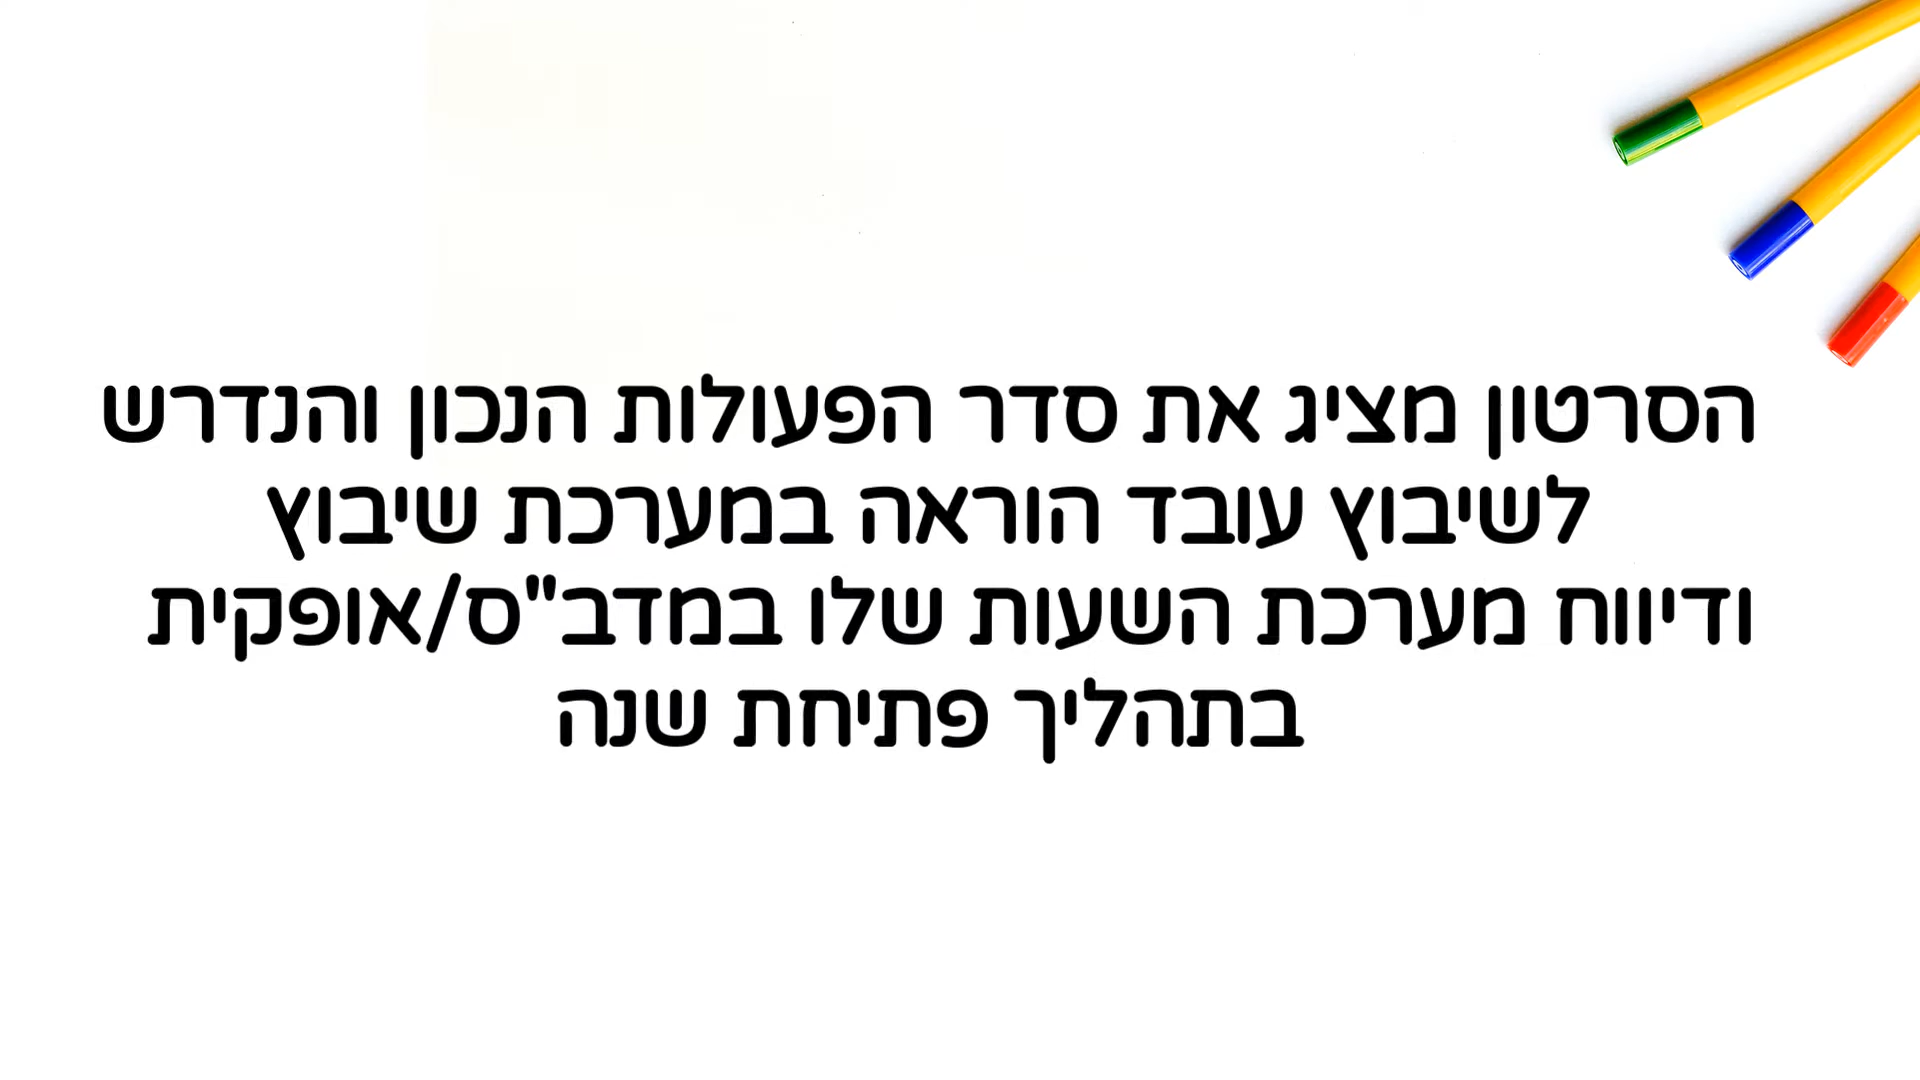 הסרטון מציג את סדר הפעולות הנכון והנדרש
לשיבוץ עובד הוראה במערכת שיבוץ
ודיווח מערכת השעות שלו במדב"ס/אופקית
בתהליך פתיחת שנה